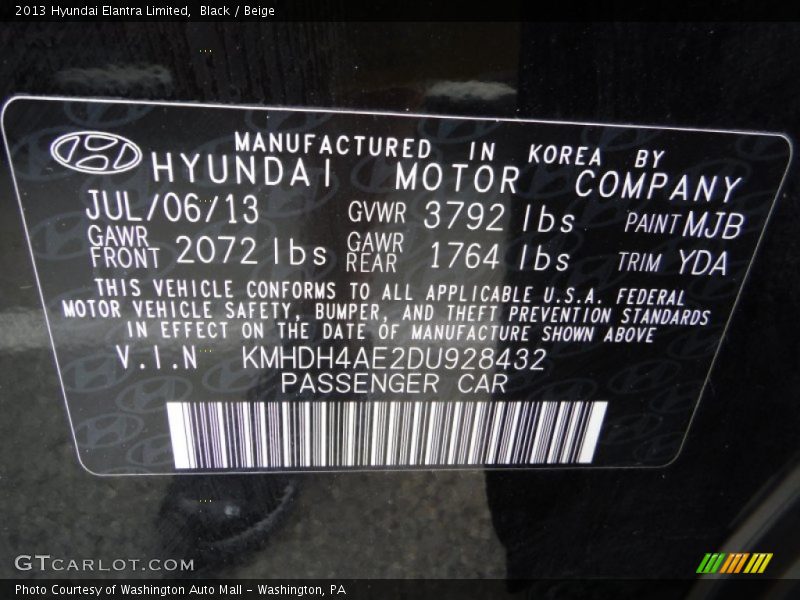 2013 Hyundai Elantra Limited,  Black / Beige
MANUFACTURED IN KOREA BY
HYUNDAI MOTOR COMPANY
JUL/06/13 GVWR 3792 lbs PAINT MJB
GAWR FRONT 2072 lbs GAWR REAR 1764 lbs TRIM YDA
THIS VEHICLE CONFORMS TO ALL APPLICABLE U.S.A. FEDERAL
MOTOR VEHICLE SAFETY, BUMPER, AND THEFT PREVENTION STANDARDS
IN EFFECT ON THE DATE OF MANUFACTURE SHOWN ABOVE
V.I.N KMHDH4AE2DU928432
PASSENGER CAR
GTCARLOT.COM
Photo Courtesy of Washington Auto Mall - Washington, PA